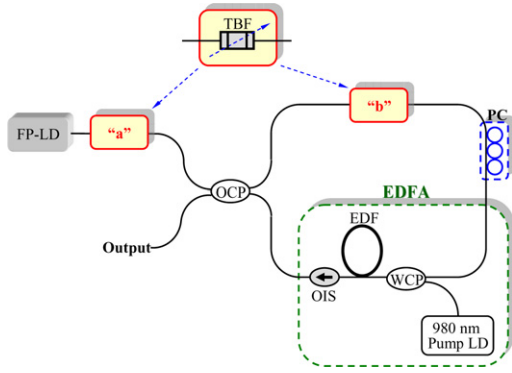 TBF
FP-LD
“a”
“b”
PC
OCP
EDFA
Output
EDF
OIS
WCP
980 nm
Pump LD